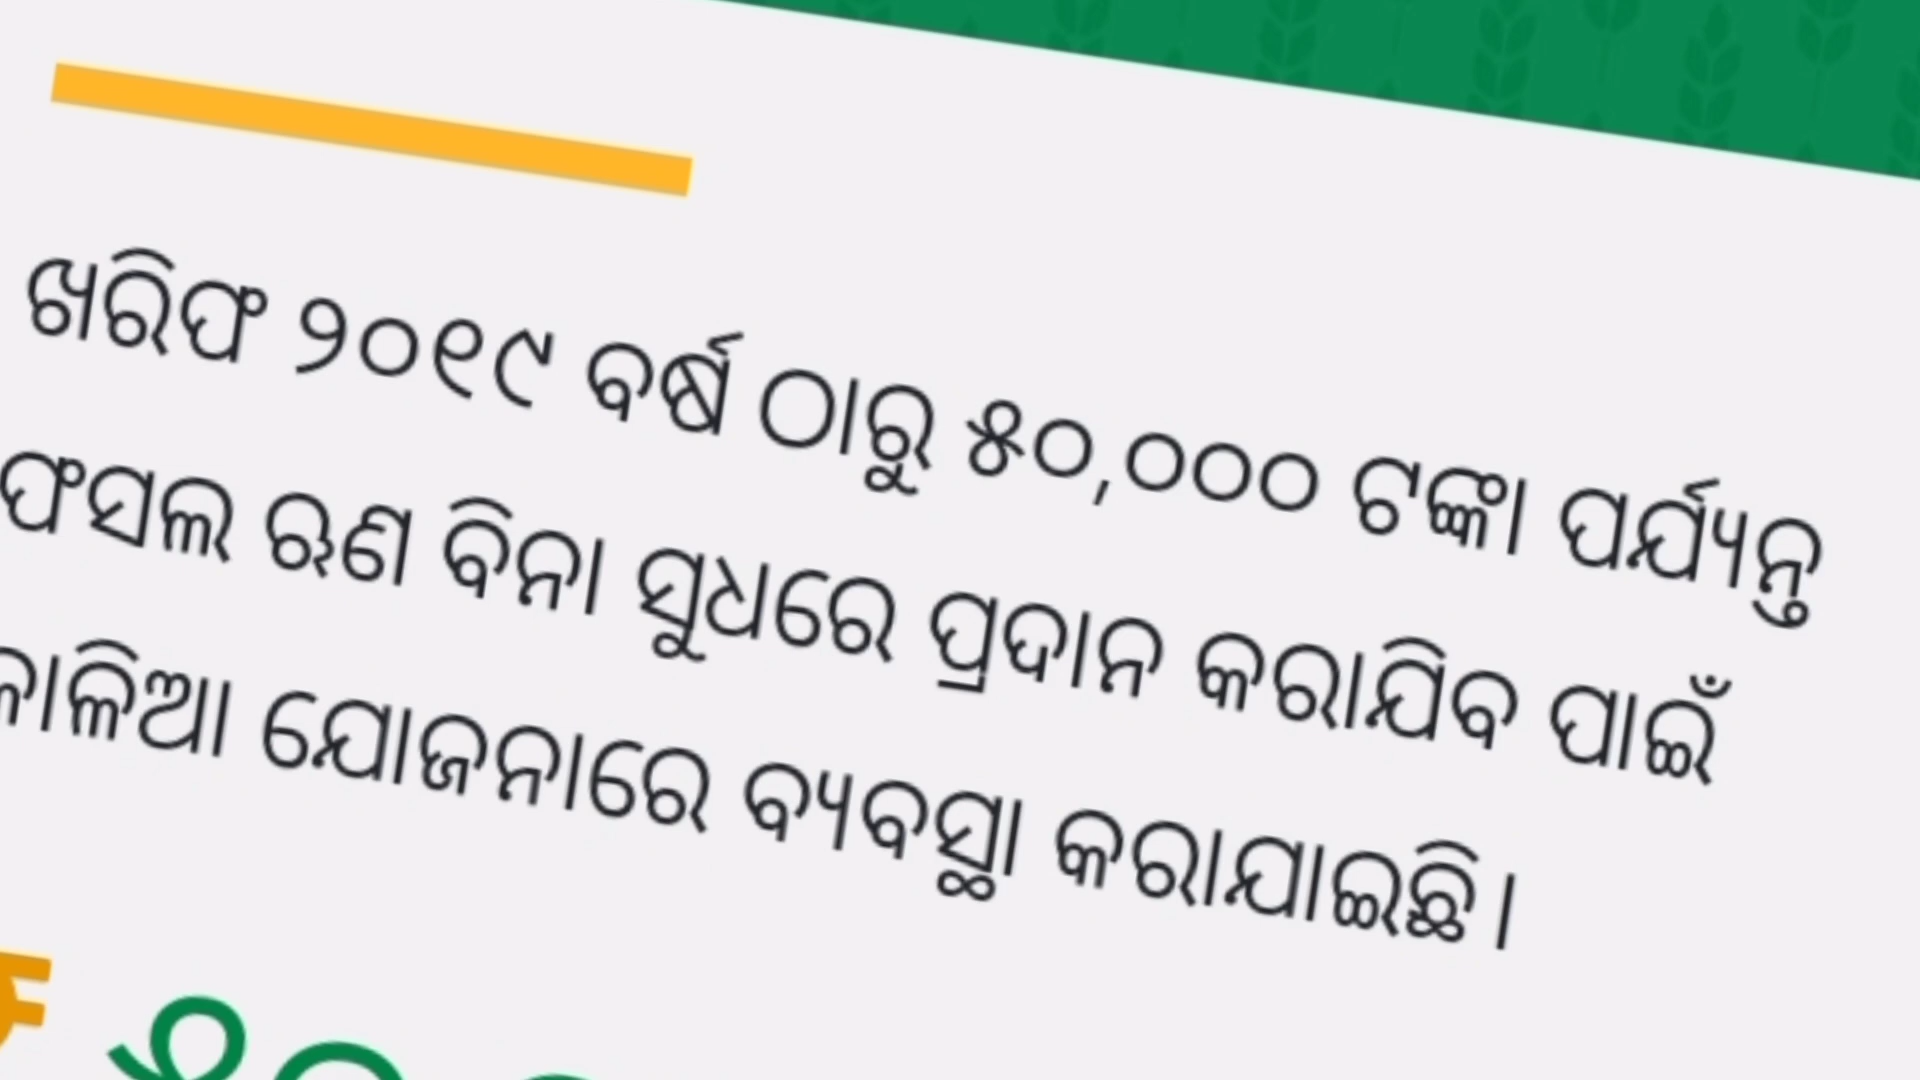 ଖରିଫ ୨୦୧୯ ବର୍ଷ ଠାରୁ ୫୦,୦୦୦ ଟଙ୍କା ପର୍ଯ୍ୟନ୍ତ
ଫସଲ ଋଣ ବିନା ସୁଧରେ ପ୍ରଦାନ କରାଯିବ ପାଇଁ
କାଳିଆ ଯୋଜନାରେ ବ୍ୟବସ୍ଥା କରାଯାଇଛି।